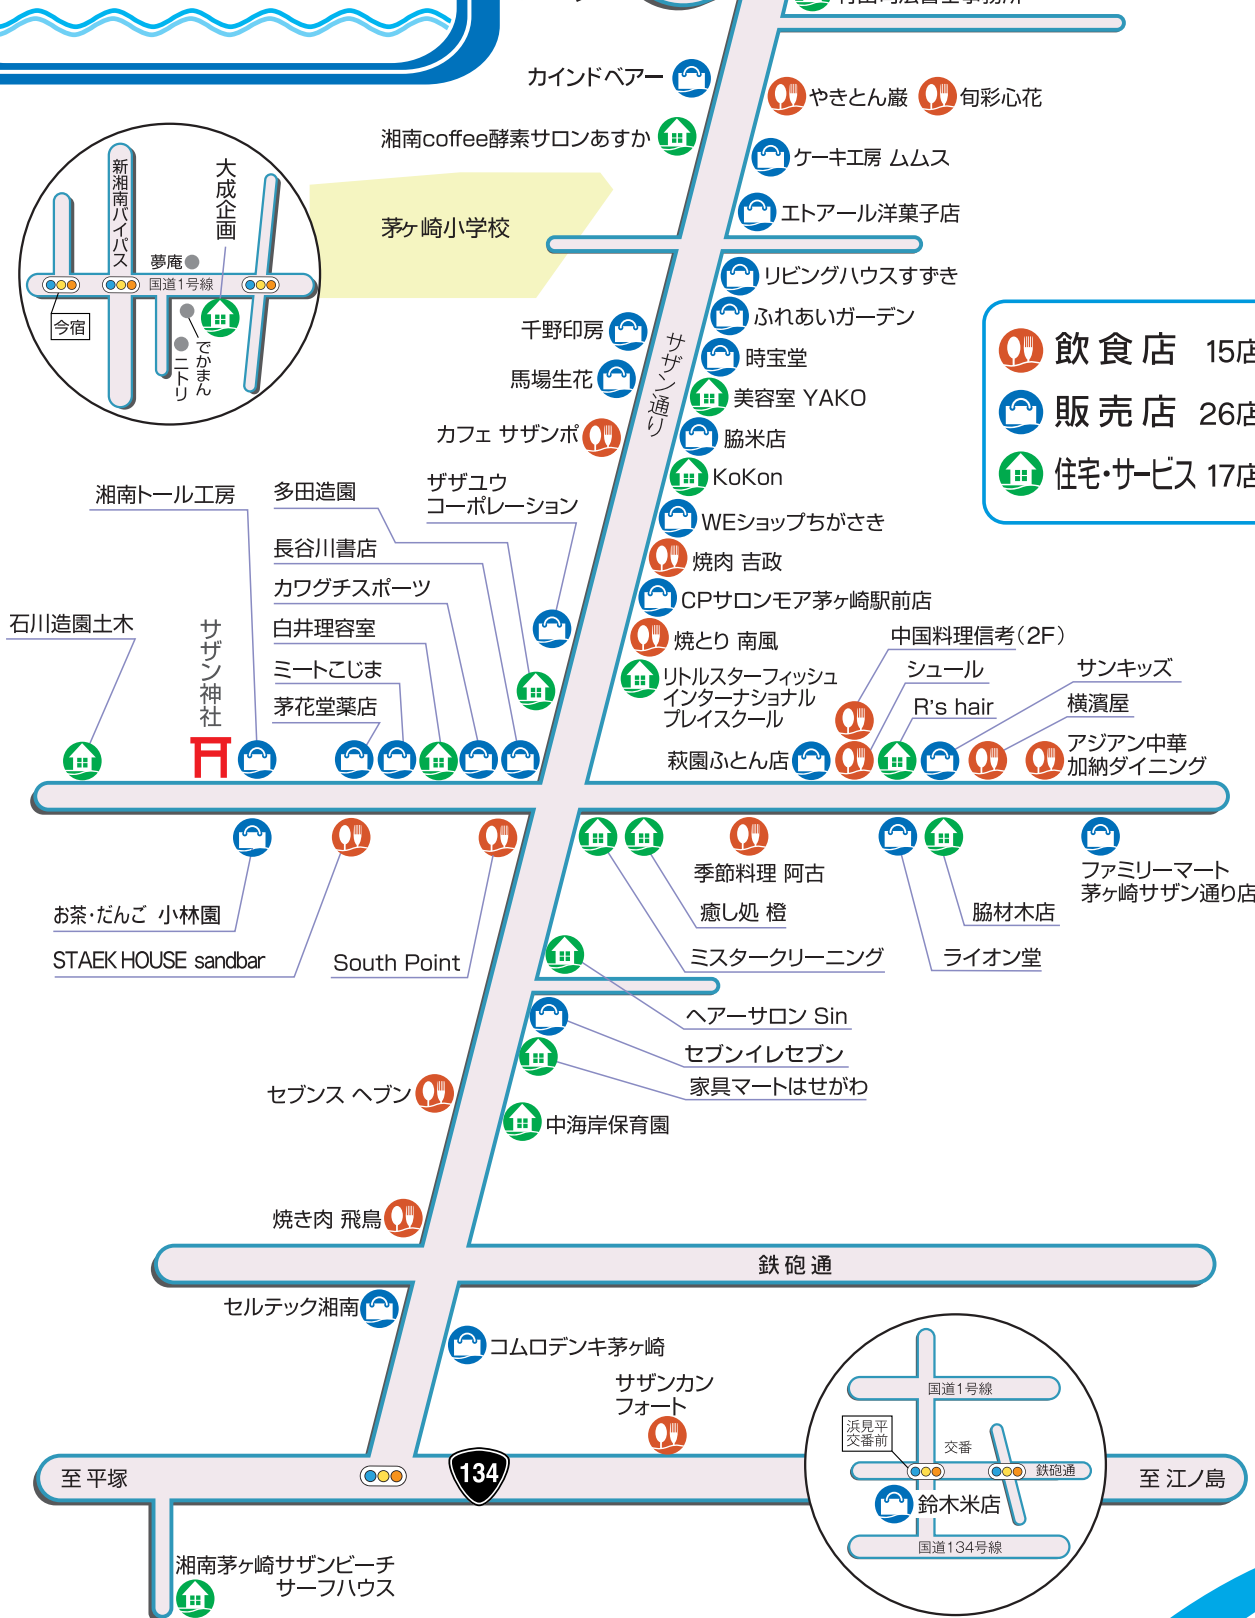 カインドベアー
やきとん巌
旬彩心花
湘南coffee酵素サロンあすか
ケーキ工房 ムムス
エトアール洋菓子店
茅ヶ崎小学校
新湘南バイパス
大成企画
夢庵
国道1号線
今宿
でかまん
ニトリ
リビングハウスすずき
ふれあいガーデン
千野印房
時宝堂
馬場生花
美容室 YAKO
サザン通り
カフェ サザンポ
脇米店
KoKon
WEショップちがさき
焼肉 吉政
CPサロンモア茅ヶ崎駅前店
焼とり 南風
リトルスターフィッシュ
インターナショナル
プレイスクール
飲食店 15店
販売店 26店
住宅・サービス 17店
湘南トール工房
多田造園
ザザユウ
コーポレーション
長谷川書店
カワグチスポーツ
白井理容室
ミートこじま
茅花堂薬店
石川造園土木
サザン神社
中国料理信考(2F)
シュール
R's hair
サンキッズ
横濱屋
アジアン中華
加納ダイニング
萩園ふとん店
季節料理 阿古
癒し処 橙
ミスタークリーニング
ファミリーマート
茅ヶ崎サザン通り店
脇材木店
ライオン堂
お茶・だんご 小林園
STAEK HOUSE sandbar
South Point
ヘアーサロン Sin
セブンイレセブン
家具マートはせがわ
セブンス ヘブン
中海岸保育園
焼き肉 飛鳥
鉄砲通
セルテック湘南
コムロデンキ茅ヶ崎
サザンカン
フォート
至 平塚
134
至 江ノ島
国道1号線
浜見平
交番前
交番
鉄砲通
鈴木米店
国道134号線
湘南茅ヶ崎サザンビーチ
サーフハウス